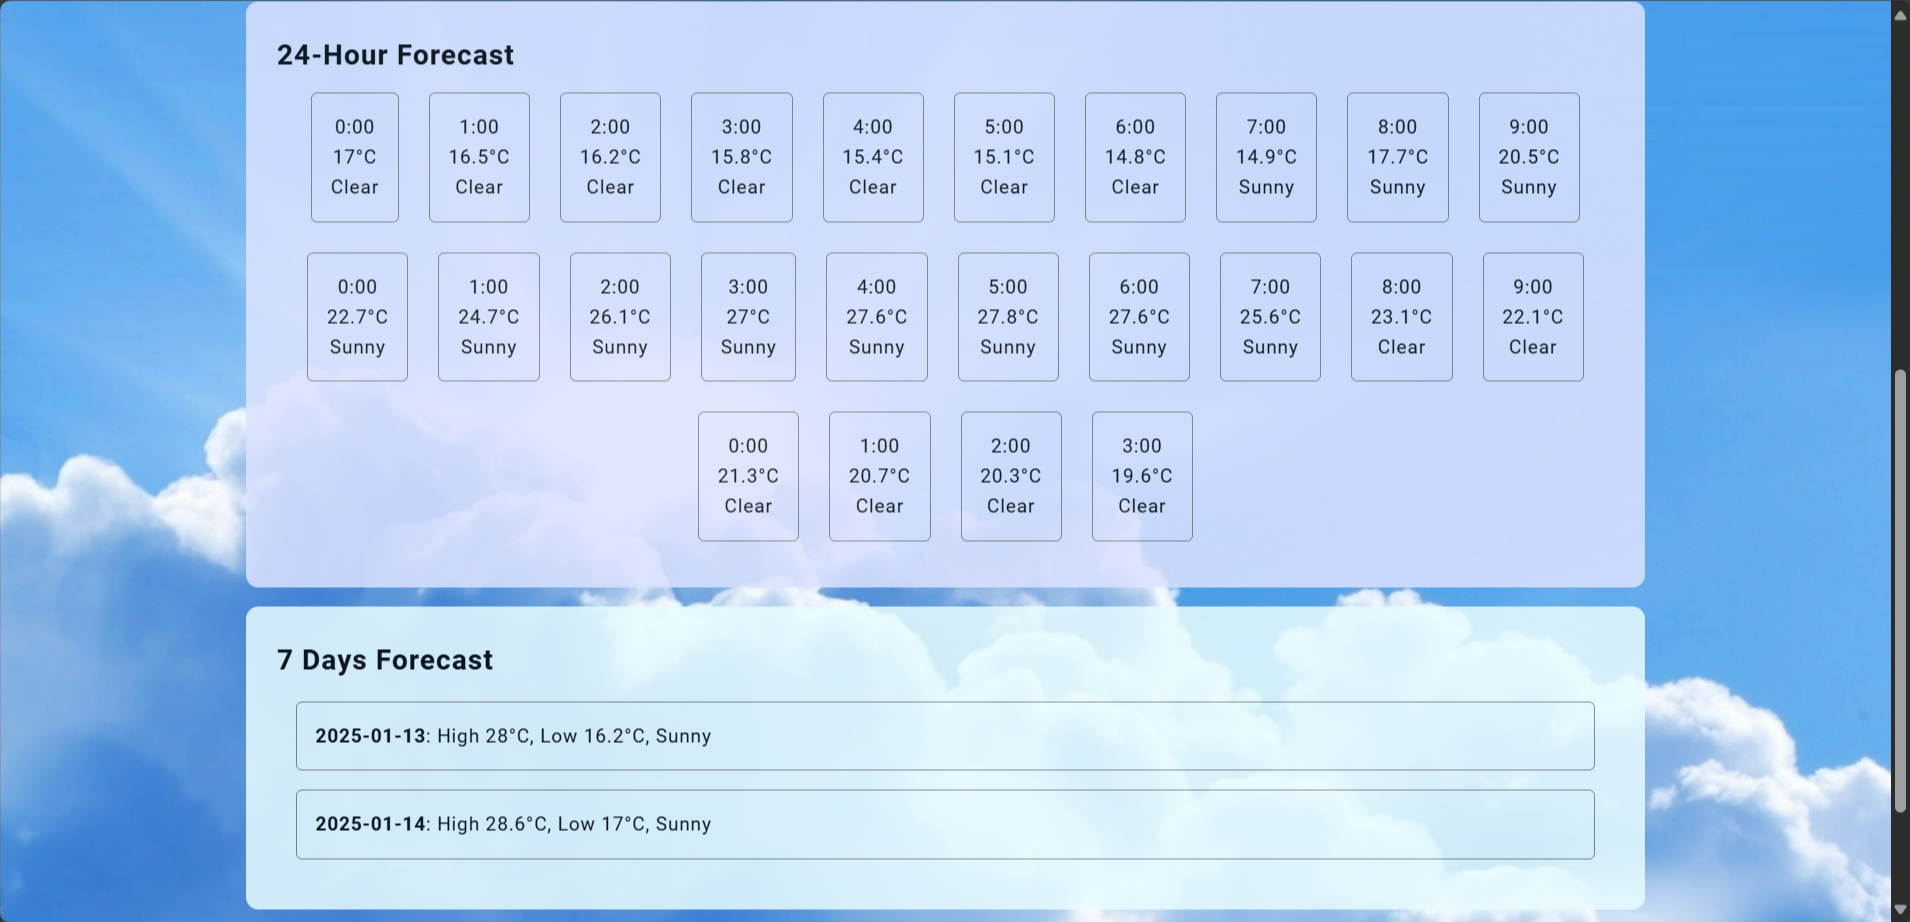 24-Hour Forecast
0:00 1:00 2:00 3:00 4:00 5:00 6:00 7:00 8:00 9:00
17°C 16.5°C 16.2°C 15.8°C 15.4°C 15.1°C 14.8°C 14.9°C 17.7°C 20.5°C
Clear Clear Clear Clear Clear Clear Clear Sunny Sunny Sunny
0:00 1:00 2:00 3:00 4:00 5:00 6:00 7:00 8:00 9:00
22.7°C 24.7°C 26.1°C 27°C 27.6°C 27.8°C 27.6°C 25.6°C 23.1°C 22.1°C
Sunny Sunny Sunny Sunny Sunny Sunny Sunny Sunny Clear Clear
0:00 1:00 2:00 3:00
21.3°C 20.7°C 20.3°C 19.6°C
Clear Clear Clear Clear
7 Days Forecast
2025-01-13: High 28°C, Low 16.2°C, Sunny
2025-01-14: High 28.6°C, Low 17°C, Sunny